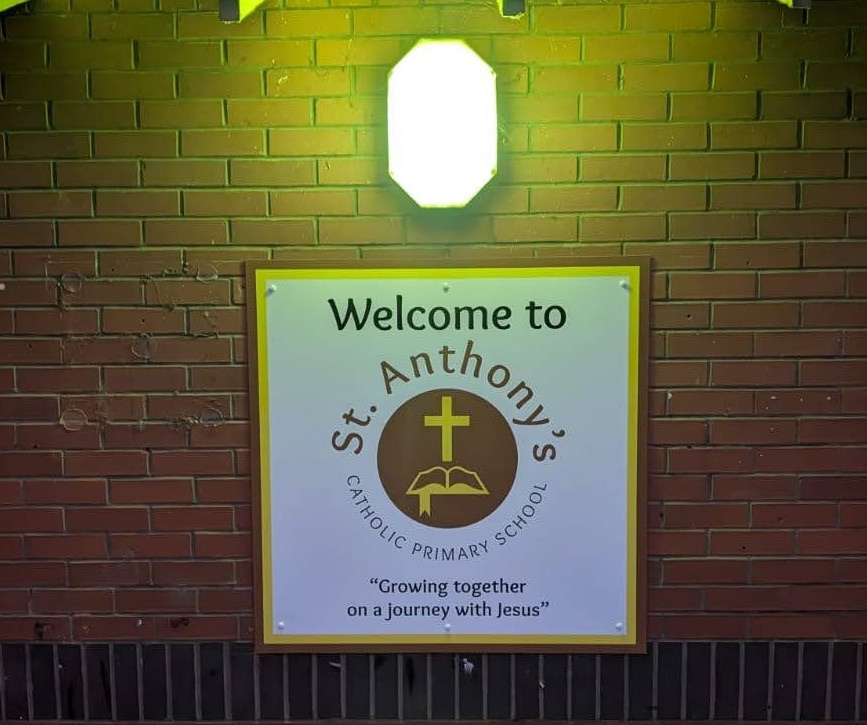 Welcome to
St. Anthony's
CATHOLIC PRIMARY SCHOOL
“Growing together
on a journey with Jesus”